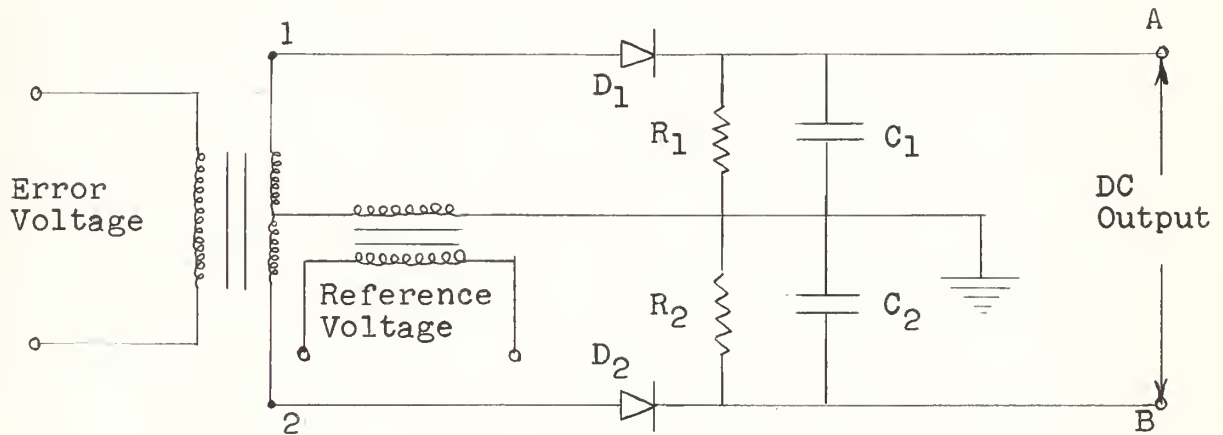 1
A
D₁
R₁
C₁
Error
Voltage
DC
Output
Reference
Voltage
R₂
C₂
D₂
2
B